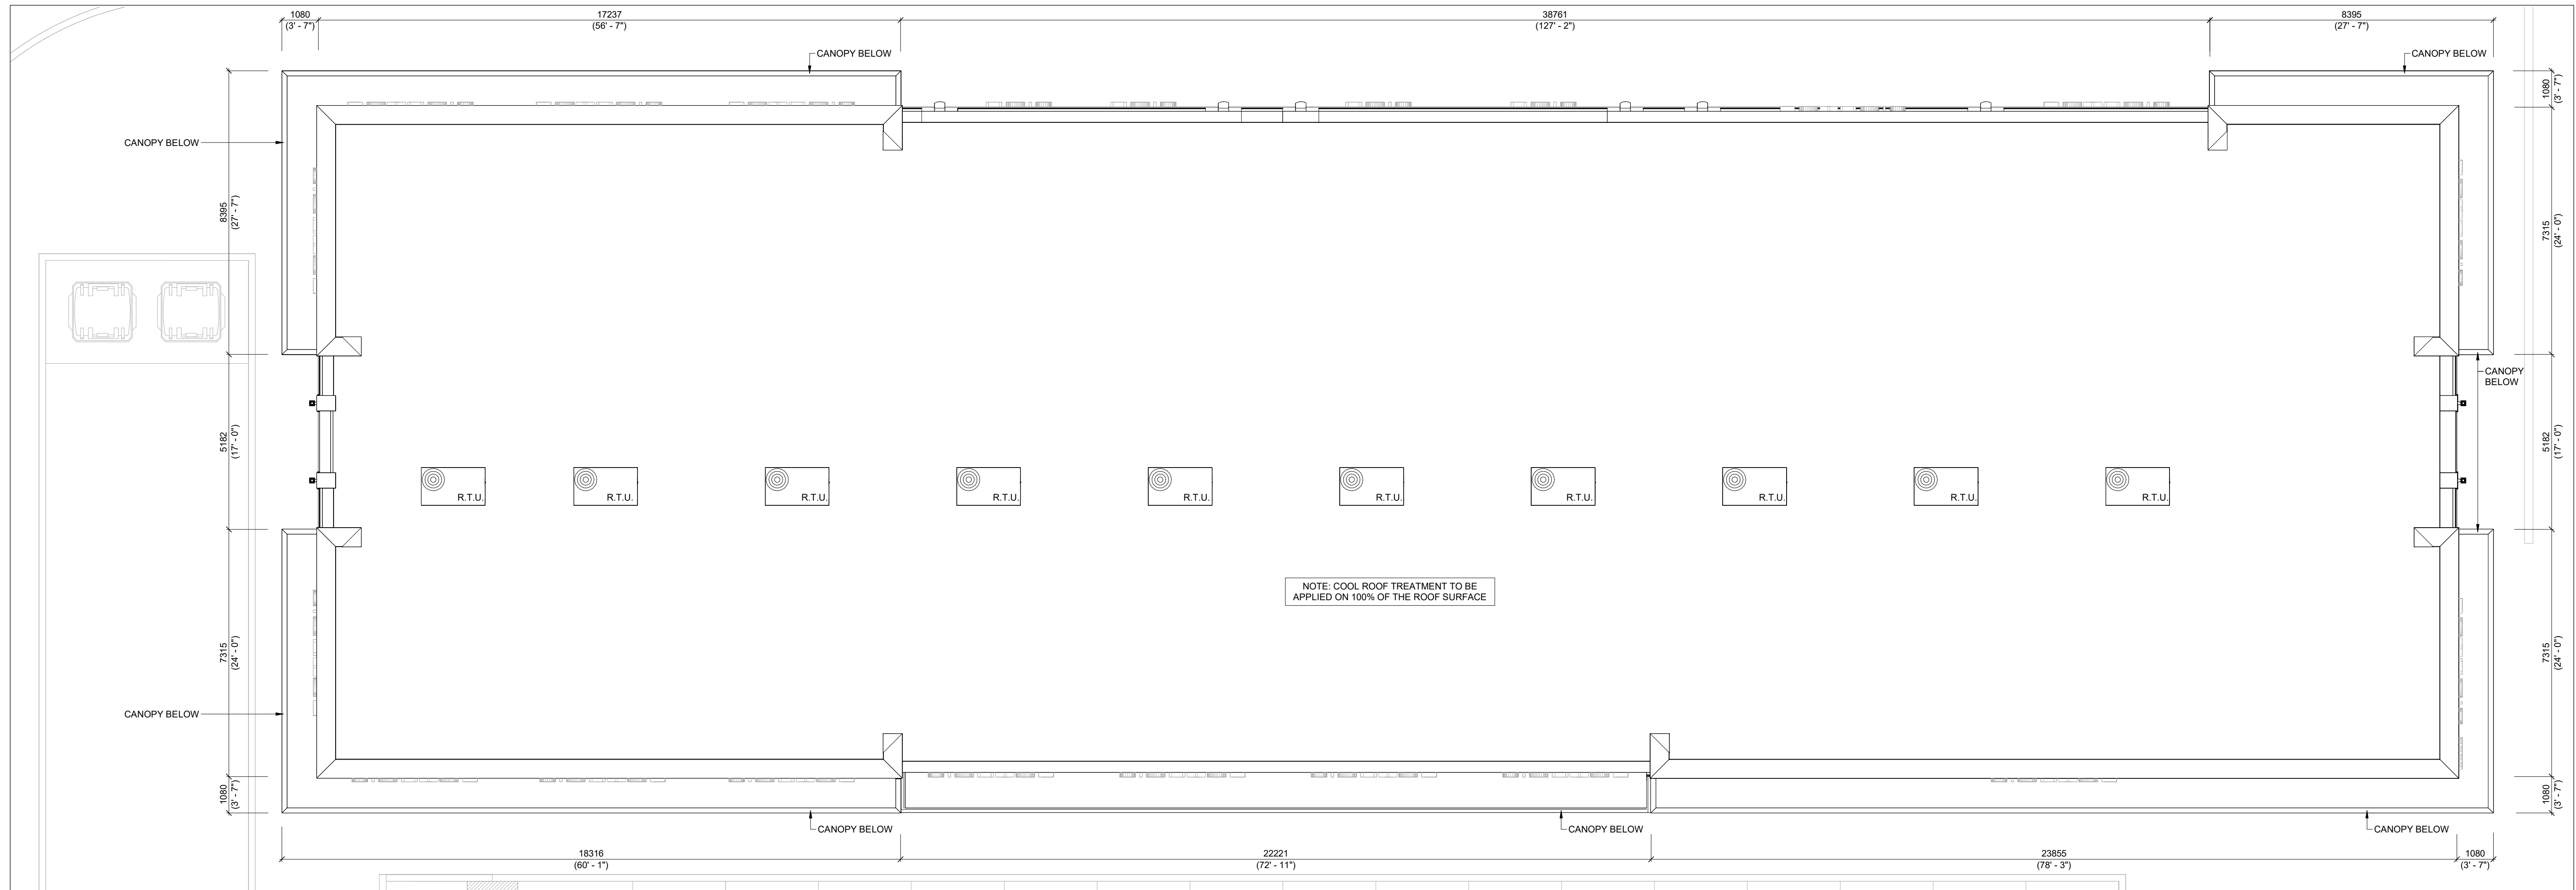 1080
(3' - 7")
17237
(56' - 7")
38761
(127' - 2")
8395
(27' - 7")
CANOPY BELOW
CANOPY BELOW
1080
(3' - 7")
CANOPY BELOW
8395
(27' - 7")
7315
(24' - 0")
CANOPY
BELOW
5182
(17' - 0")
5182
(17' - 0")
R.T.U.
R.T.U.
R.T.U.
R.T.U.
R.T.U.
R.T.U.
R.T.U.
R.T.U.
R.T.U.
R.T.U.
NOTE: COOL ROOF TREATMENT TO BE
APPLIED ON 100% OF THE ROOF SURFACE
7315
(24' - 0")
7315
(24' - 0")
CANOPY BELOW
1080
(3' - 7")
1080
(3' - 7")
CANOPY BELOW
CANOPY BELOW
CANOPY BELOW
18316
(60' - 1")
22221
(72' - 11")
23855
(78' - 3")
1080
(3' - 7")